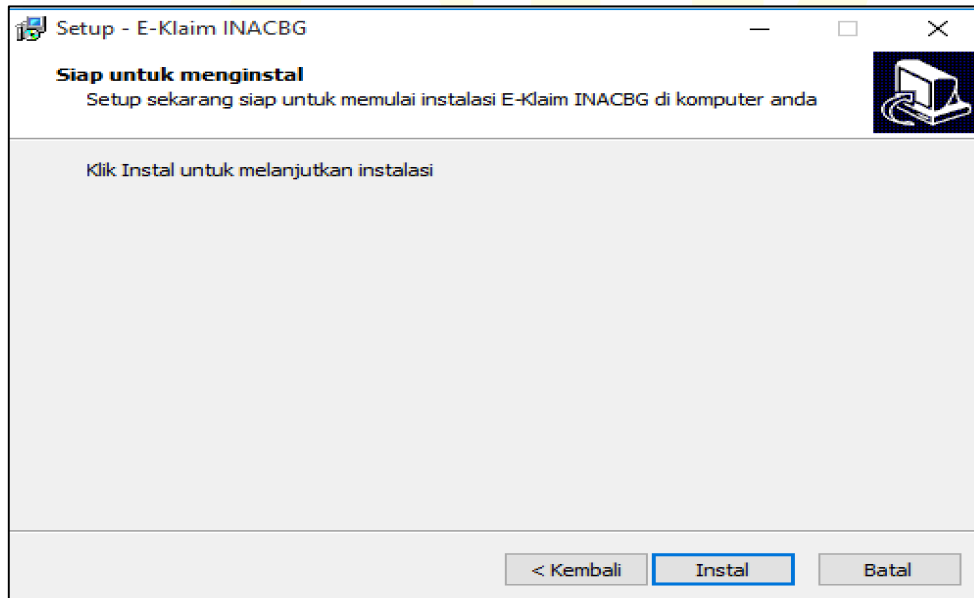 Setup - E-Klaim INACBG
Siap untuk menginstal
Setup sekarang siap untuk memulai instalasi E-Klaim INACBG di komputer anda
Klik Instal untuk melanjutkan instalasi
< Kembali
Instal
Batal